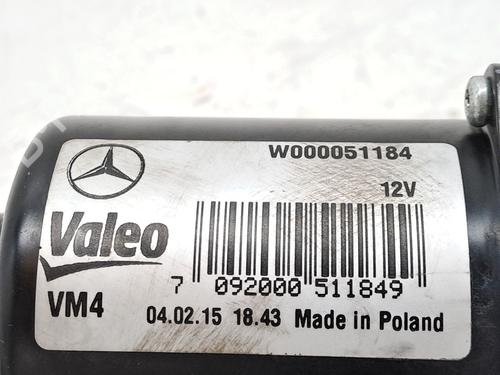 W000051184
12V
Valeo
7 092000 511849
VM4 04.02.15 18.43 Made in Poland